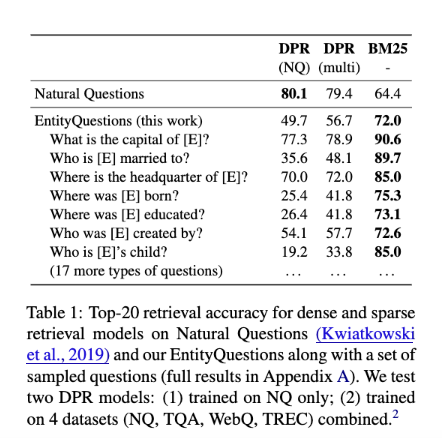 DPR DPR BM25
(NQ) (multi) -
Natural Questions 80.1 79.4 64.4
EntityQuestions (this work) 49.7 56.7 72.0
What is the capital of [E]? 77.3 78.9 90.6
Who is [E] married to? 35.6 48.1 89.7
Where is the headquarter of [E]? 70.0 72.0 85.0
Where was [E] born? 25.4 41.8 75.3
Where was [E] educated? 26.4 41.8 73.1
Who was [E] created by? 54.1 57.7 72.6
Who is [E]'s child? 19.2 33.8 85.0
(17 more types of questions) ... ... ...
Table 1: Top-20 retrieval accuracy for dense and sparse
retrieval models on Natural Questions (Kwiatkowski
et al., 2019) and our EntityQuestions along with a set of
sampled questions (full results in Appendix A). We test
two DPR models: (1) trained on NQ only; (2) trained
on 4 datasets (NQ, TQA, WebQ, TREC) combined.2